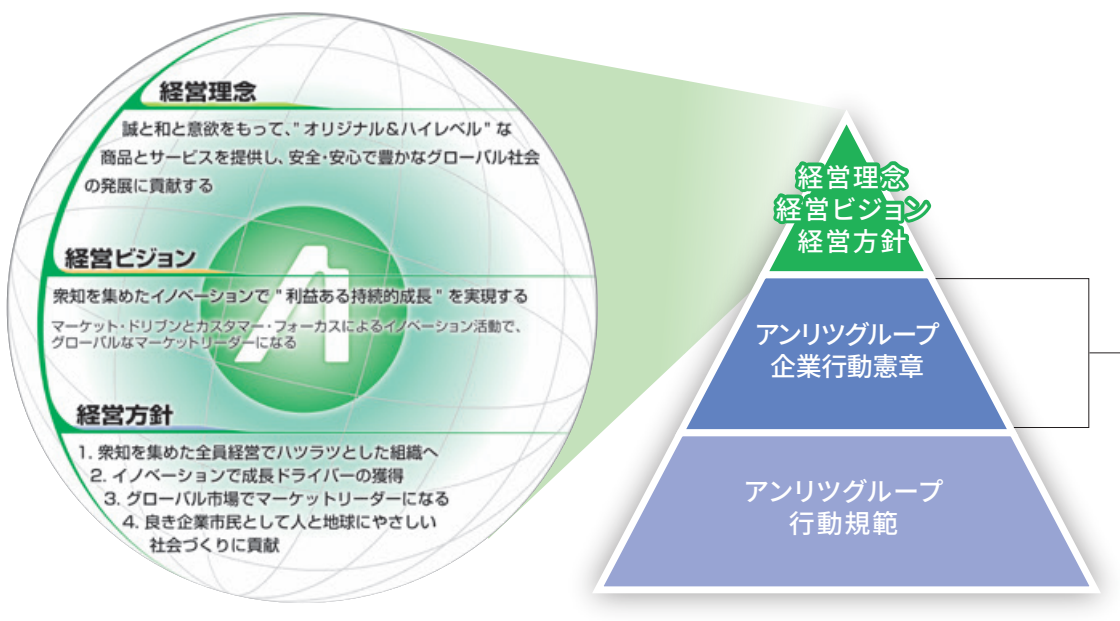 経営理念
誠と和と意欲をもって、"オリジナル&ハイレベル"な
商品とサービスを提供し、安全・安心で豊かなグローバル社会
の発展に貢献する
経営ビジョン
衆知を集めたイノベーションで"利益ある持続的成長"を実現する
マーケット・ドリブンとカスタマー・フォーカスによるイノベーション活動で、
グローバルなマーケットリーダーになる
経営方針
1. 衆知を集めた全員経営でハツラツとした組織へ
2. イノベーションで成長ドライバーの獲得
3. グローバル市場でマーケットリーダーになる
4. 良き企業市民として人と地球にやさしい
社会づくりに貢献
経営理念
経営ビジョン
経営方針
アンリツグループ
企業行動憲章
アンリツグループ
行動規範